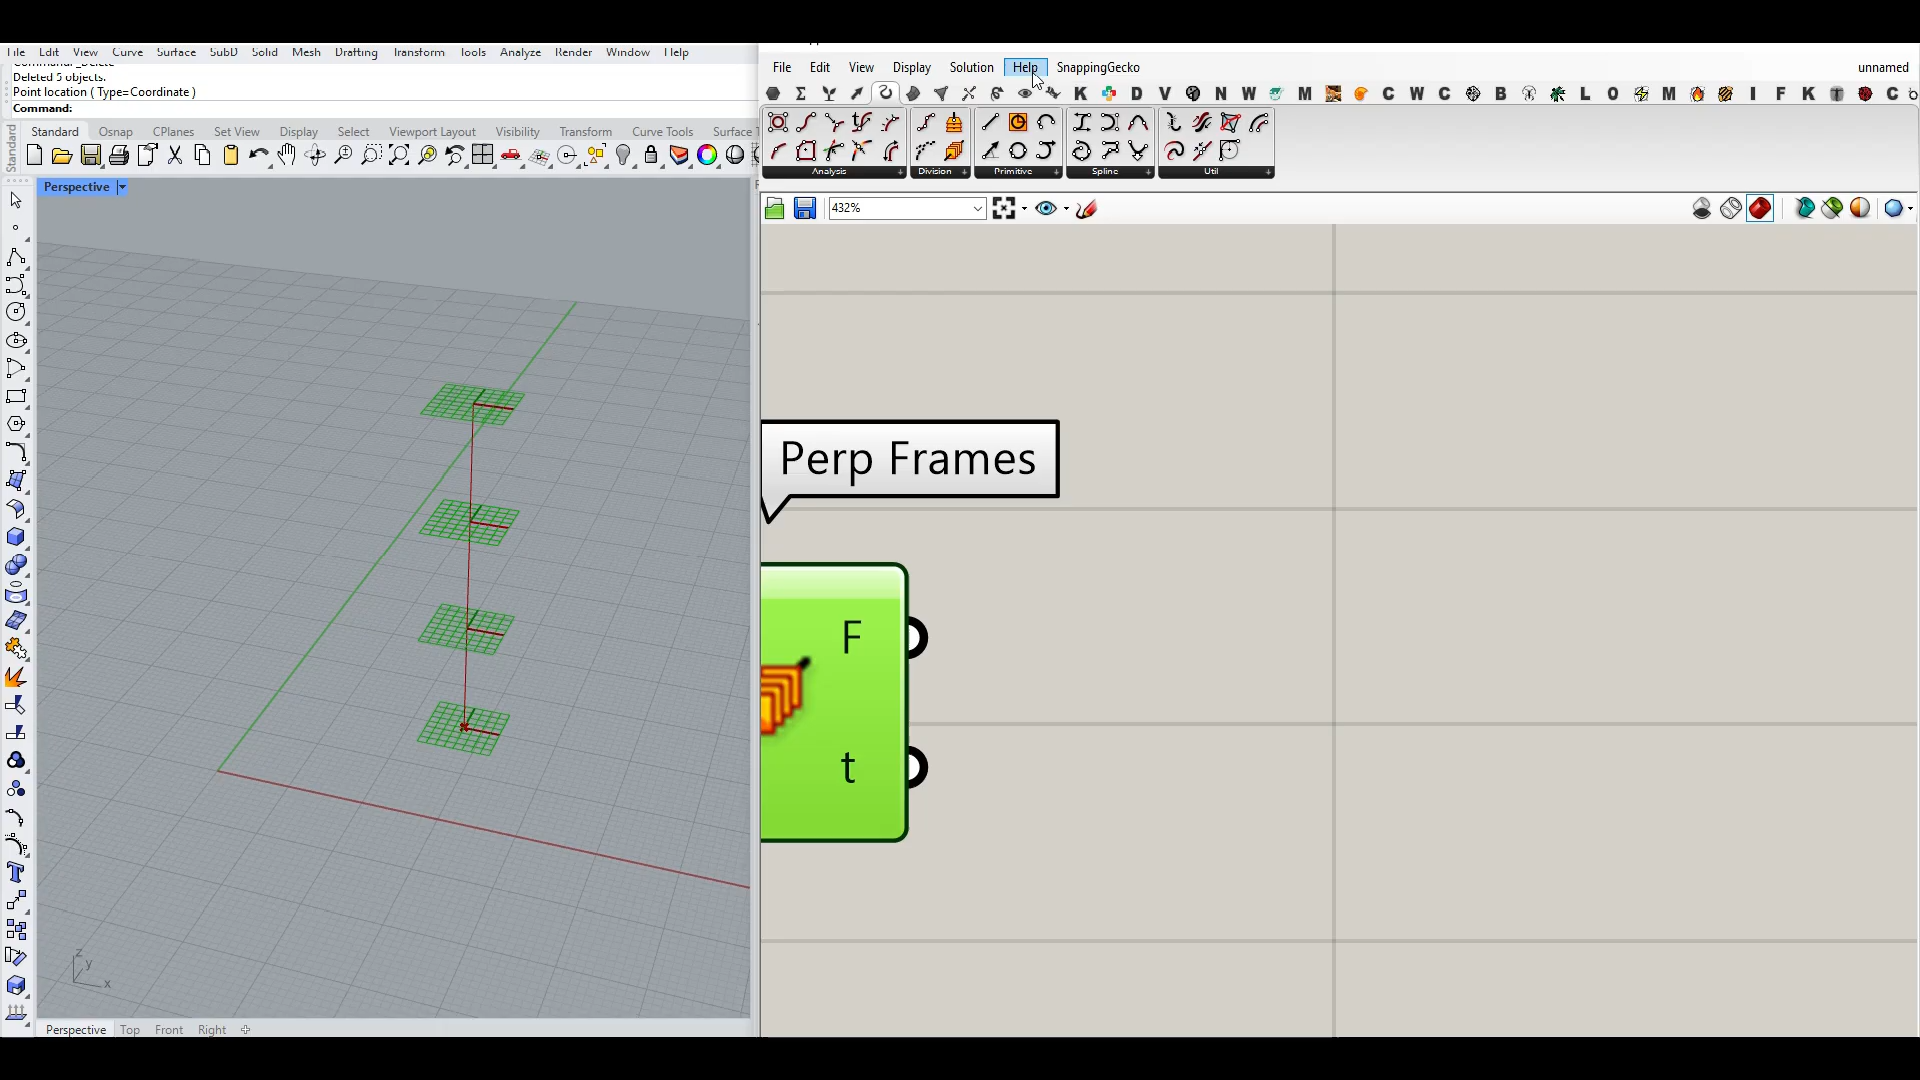 File Edit View Curve Surface SubD Solid Mesh Drafting Transform Tools Analyze Render Window Help
Command: _Delete
Deleted 5 objects.
Point location ( Type=Coordinate )
Command:
Standard
Standard Osnap CPlanes Set View Display Select Viewport Layout Visibility Transform Curve Tools Surface T
Perspective
z
y
x
Perspective Top Front Right
File Edit View Display Solution Help SnappingGecko unnamed
K D V N W M C W C B L O M I F K C
Analysis Division Primitive Spline Util
432%
Perp Frames
F
t